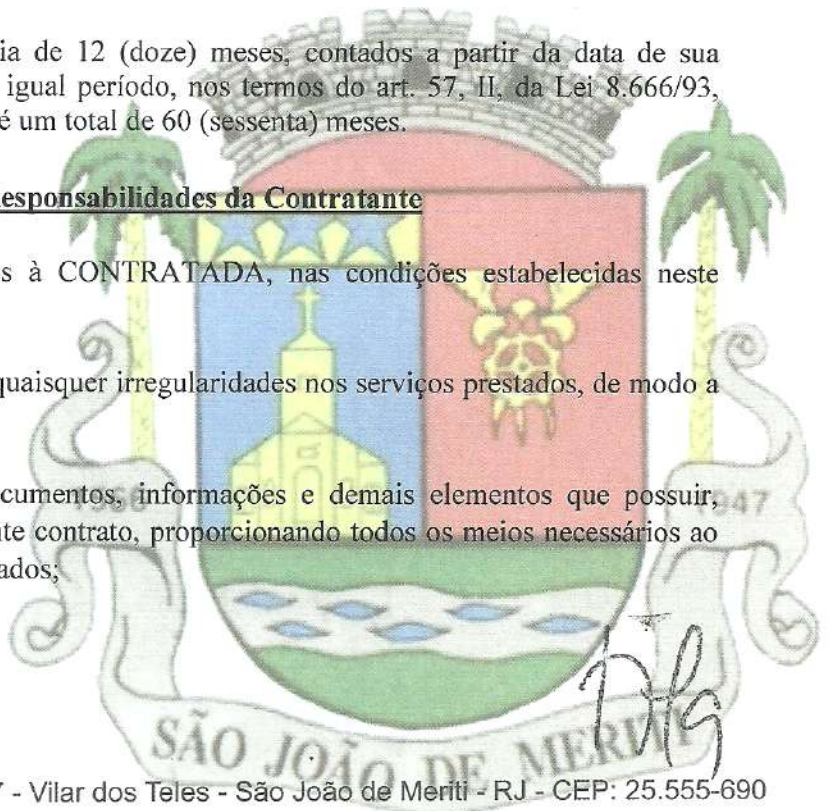 ia de 12 (doze) meses, contados a partir da data de sua
igual período, nos termos do art. 57, II, da Lei 8.666/93,
é um total de 60 (sessenta) meses.
esponsabilidades da Contratante
s à CONTRATADA, nas condições estabelecidas neste
quaisquer irregularidades nos serviços prestados, de modo a
cumentos, informações e demais elementos que possuir,
947
nte contrato, proporcionando todos os meios necessários ao
ados;
SÃO JOÃO DE MERITI
- Vilar dos Teles - São João de Meriti - RJ - CEP: 25.555-690